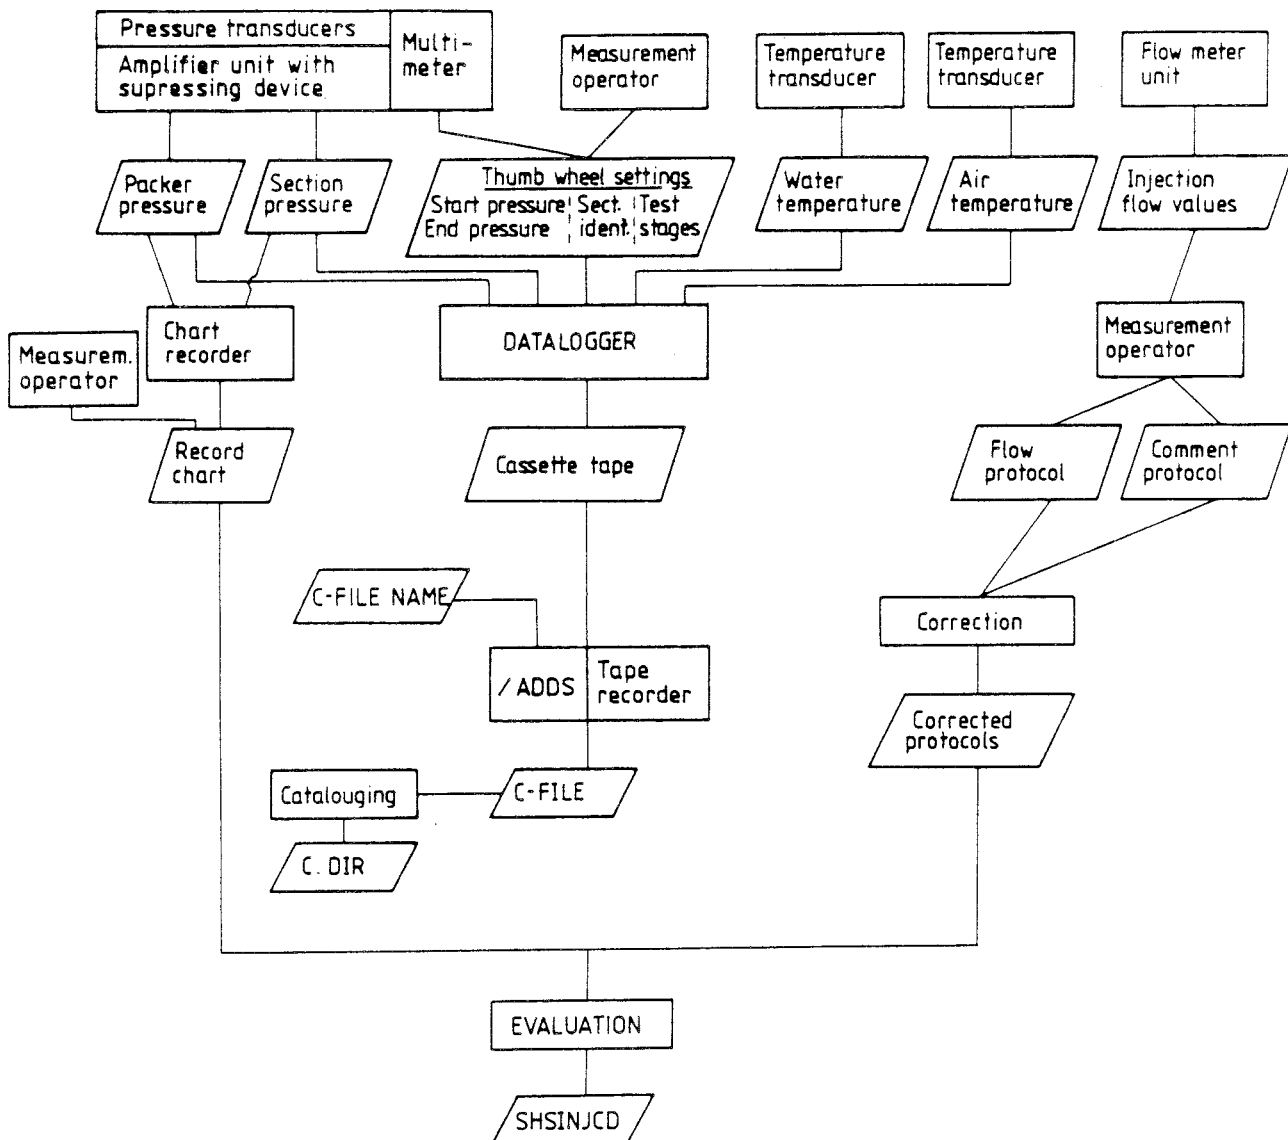 Pressure transducers
Amplifier unit with
supressing device
Multi-
meter
Measurement
operator
Temperature
transducer
Temperature
transducer
Flow meter
unit
Packer
pressure
Section
pressure
Thumb wheel settings
Start pressure Sect. Test
End pressure ident. stages
Water
temperature
Air
temperature
Injection
flow values
Measurem.
operator
Chart
recorder
DATALOGGER
Measurement
operator
Record
chart
Cassette tape
Flow
protocol
Comment
protocol
C-FILE NAME
Correction
/ADDS
Tape
recorder
Corrected
protocols
Catalouging
C-FILE
C. DIR
EVALUATION
SHSINJCD